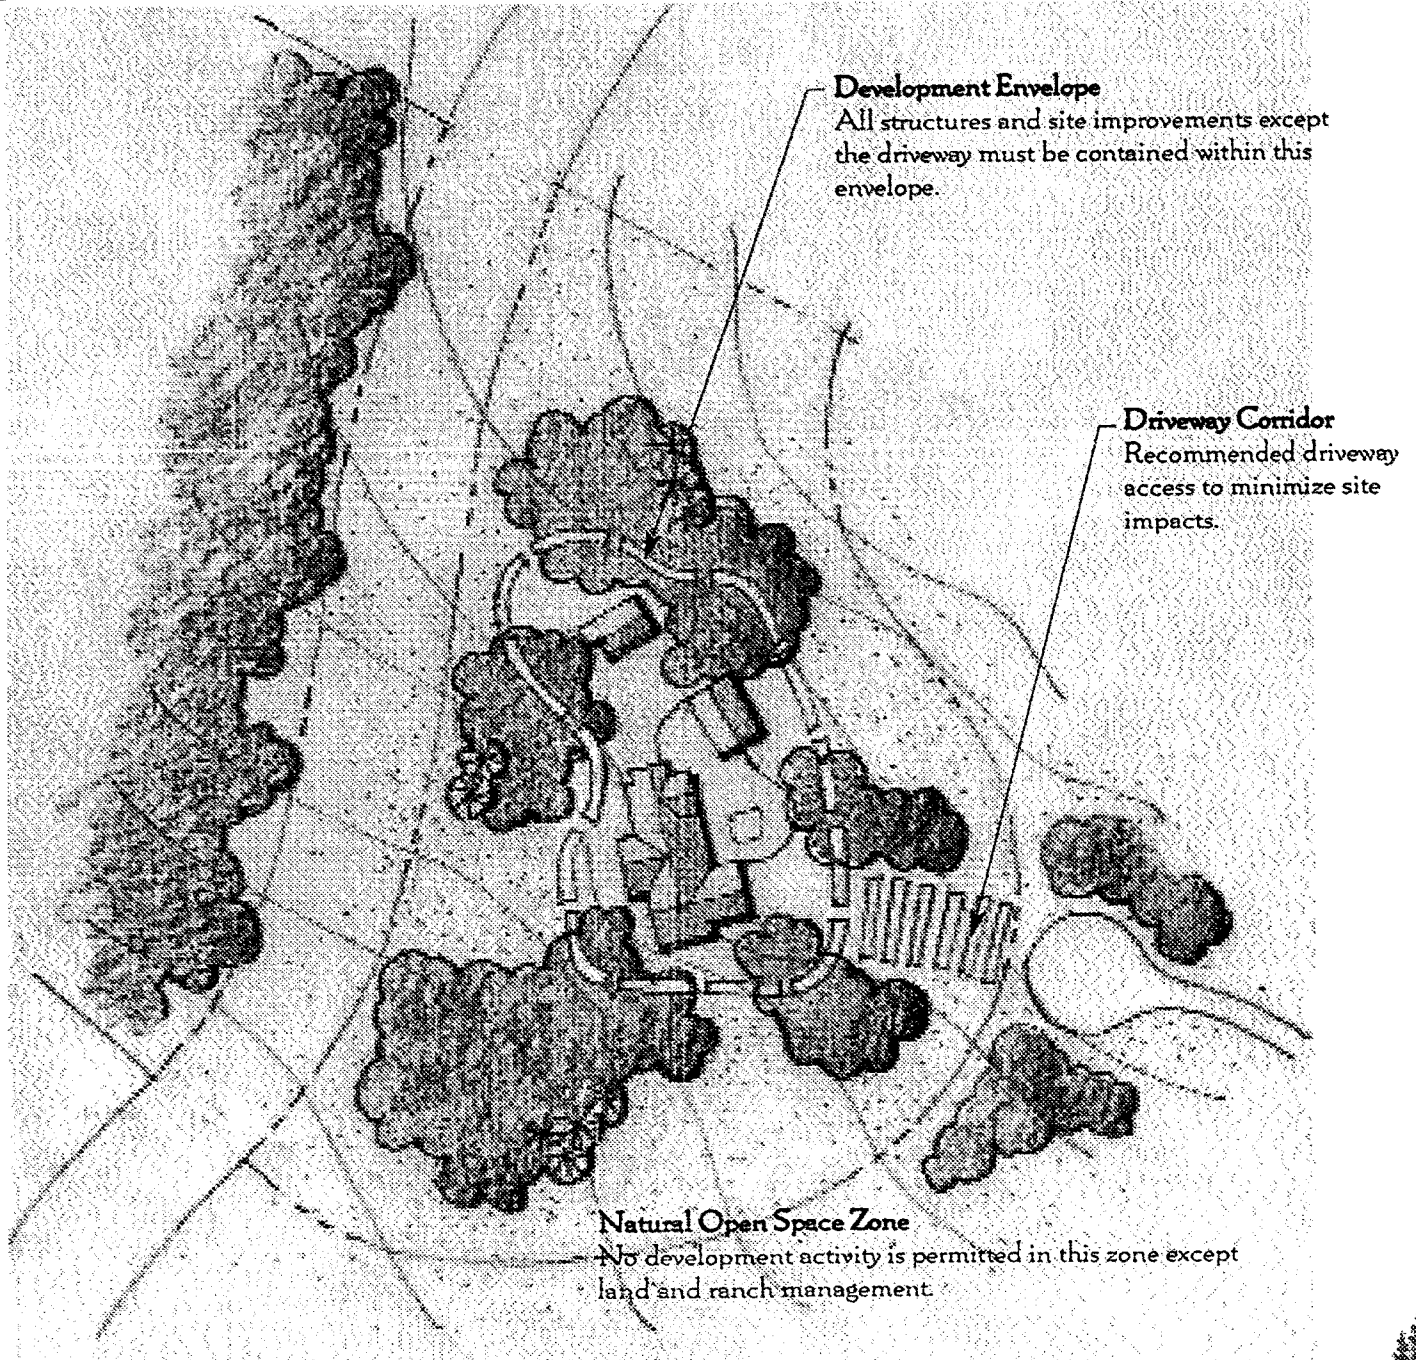 Development Envelope
All structures and site improvements except
the driveway must be contained within this
envelope.
Driveway Corridor
Recommended driveway
access to minimize site
impacts.
Natural Open Space Zone
No development activity is permitted in this zone except
land and ranch management.